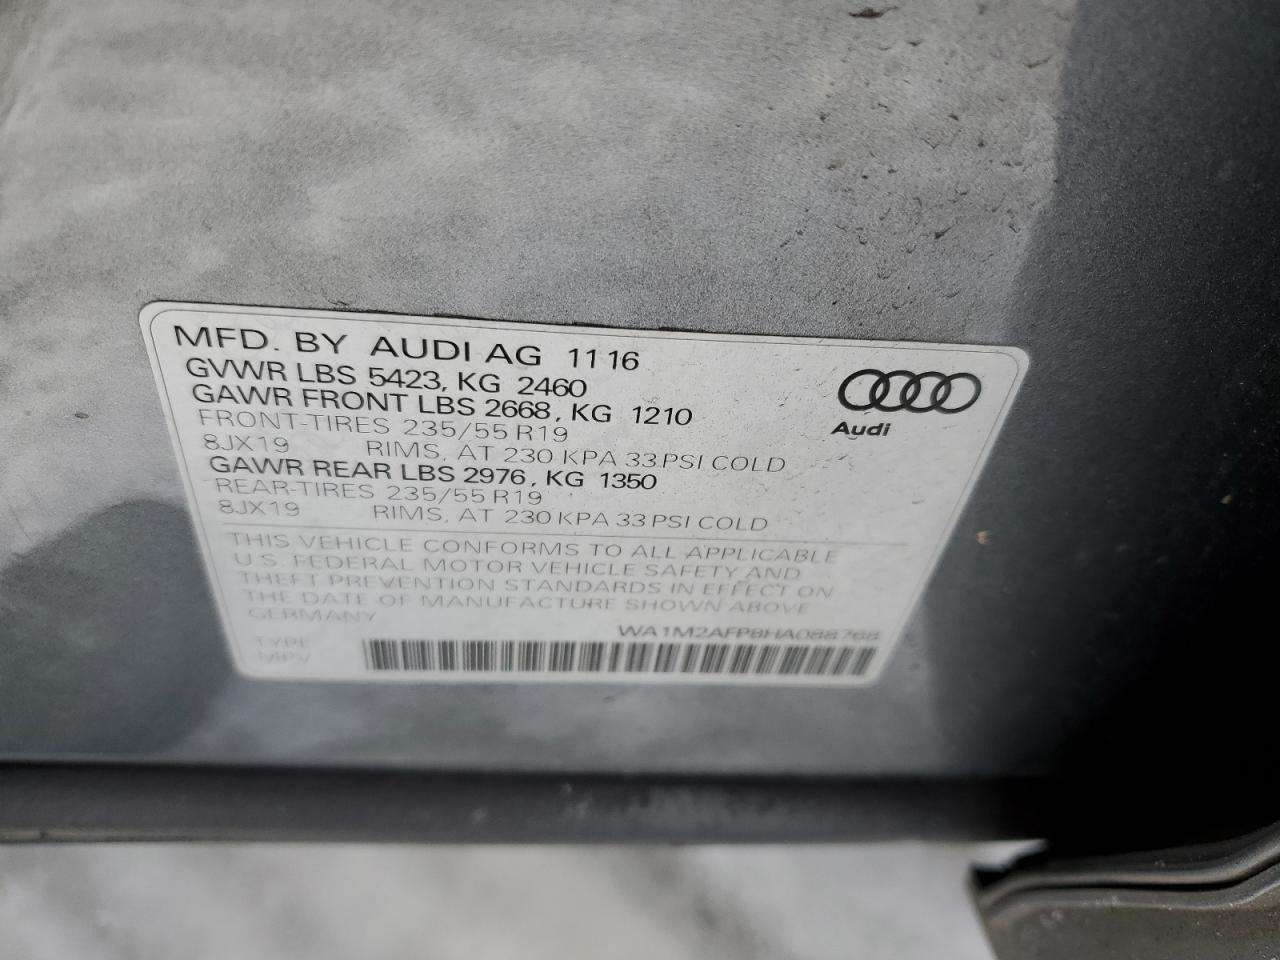 MFD. BY AUDI AG 11 16
GVWR LBS 5423, KG 2460
GAWR FRONT LBS 2668, KG 1210
FRONT-TIRES 235/55 R19
8JX19 RIMS, AT 230 KPA 33 PSI COLD
GAWR REAR LBS 2976, KG 1350
REAR-TIRES 235/55 R19
8JX19 RIMS, AT 230 KPA 33 PSI COLD
Audi
THIS VEHICLE CONFORMS TO ALL APPLICABLE
U.S. FEDERAL MOTOR VEHICLE SAFETY AND
THEFT PREVENTION STANDARDS IN EFFECT ON
THE DATE OF MANUFACTURE SHOWN ABOVE
GERMANY
WA1M2AFP8HA088768
TYPE
MPV